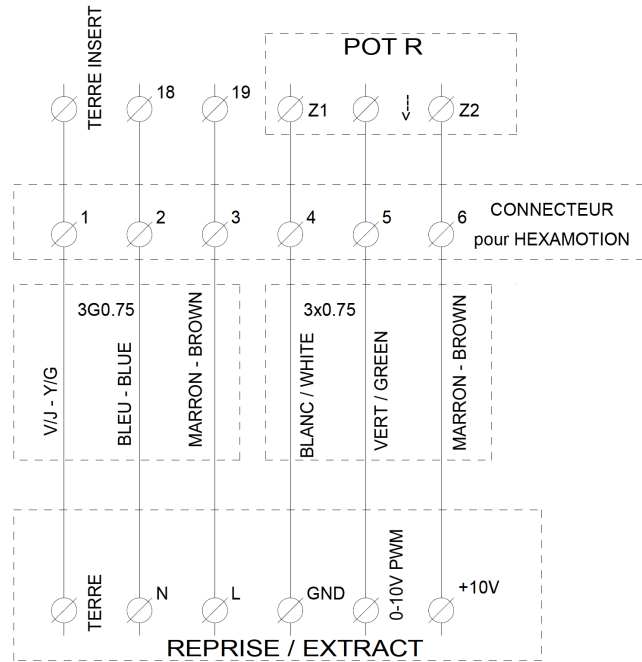 POT R
TERRE INSERT
18
19
Z1
Z2
1
2
3
4
5
6
CONNECTEUR
pour HEXAMOTION
3G0.75
3x0.75
V/J - Y/G
BLEU - BLUE
MARRON - BROWN
BLANC / WHITE
VERT / GREEN
MARRON - BROWN
TERRE
N
L
GND
0-10V PWM
+10V
REPRISE / EXTRACT